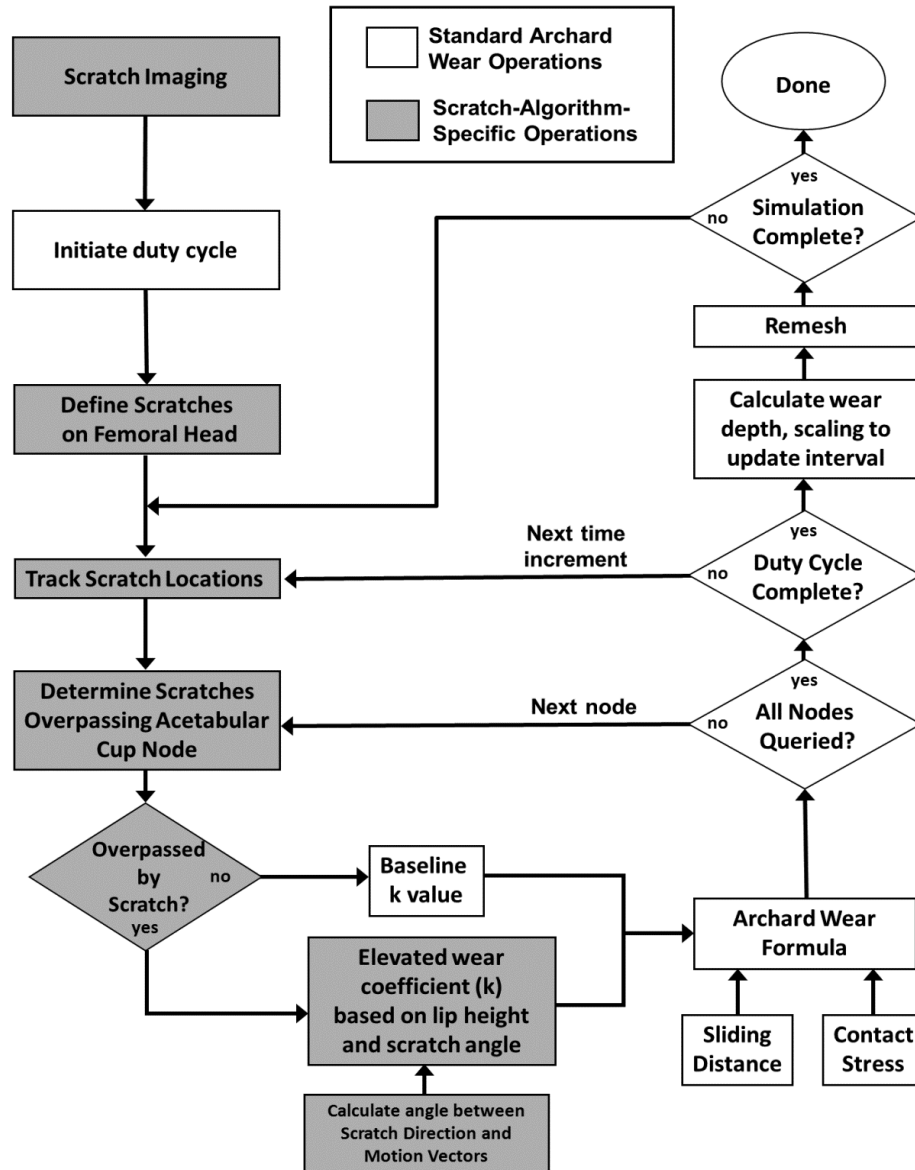 Scratch Imaging
Standard Archard
Wear Operations
Scratch-Algorithm-
Specific Operations
Done
yes
no
Simulation
Complete?
Initiate duty cycle
Remesh
Define Scratches
on Femoral Head
Calculate wear
depth, scaling to
update interval
Next time
increment
yes
no
Duty Cycle
Complete?
Track Scratch Locations
Determine Scratches
Overpassing Acetabular
Cup Node
Next node
yes
no
All Nodes
Queried?
Overpassed
by
Scratch?
no
yes
Baseline
k value
Elevated wear
coefficient (k)
based on lip height
and scratch angle
Archard Wear
Formula
Sliding
Distance
Contact
Stress
Calculate angle between
Scratch Direction and
Motion Vectors